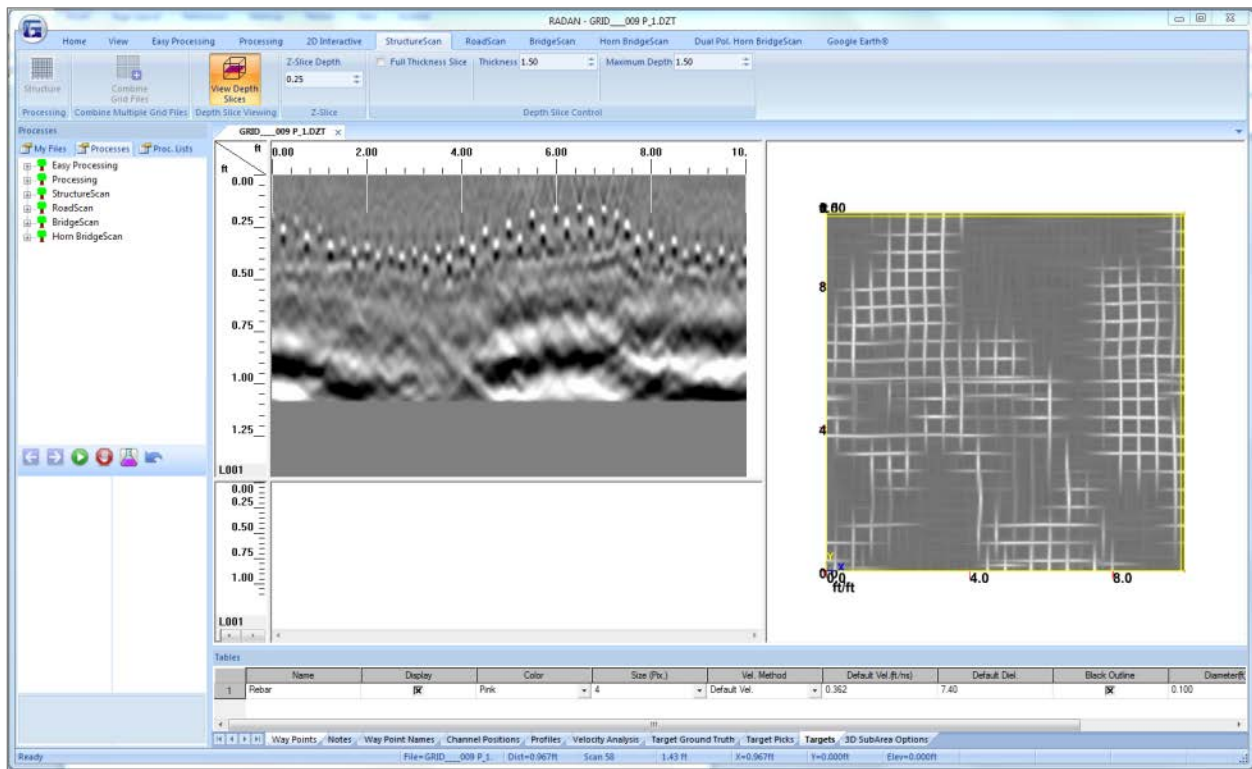 RADAN - GRID___009 P_1.DZT
Home View Easy Processing Processing 2D Interactive StructureScan RoadScan BridgeScan Horn BridgeScan Dual Pol. Horn BridgeScan Google Earth®
Structure
Combine Grid Files
View Depth Slices
Z-Slice Depth
0.25
Full Thickness Slice Thickness 1.50 Maximum Depth 1.50
Processing Combine Multiple Grid Files Depth Slice Viewing Z-Slice Depth Slice Control
Processes
GRID___009 P_1.DZT x
My Files Processes Proc. Lists
Easy Processing
Processing
StructureScan
RoadScan
BridgeScan
Horn BridgeScan
ft 0.00 2.00 4.00 6.00 8.00 10.
ft
0.00
0.25
0.50
0.75
1.00
1.25
L001
0.00
0.25
0.50
0.75
1.00
L001
8
4
Y
X
4.0 8.0
ft/ft
Tables
Name Display Color Size (Pix.) Vel. Method Default Vel.(ft/ns) Default Diel. Black Outline Diameter(ft
1 Rebar Pink 4 Default Vel. 0.362 7.40 0.100
Way Points Notes Way Point Names Channel Positions Profiles Velocity Analysis Target Ground Truth Target Picks Targets 3D SubArea Options
Ready File=GRID___009 P_1. Dist=0.967ft Scan 58 1.43 ft X=0.967ft Y=0.000ft Elev=0.000ft